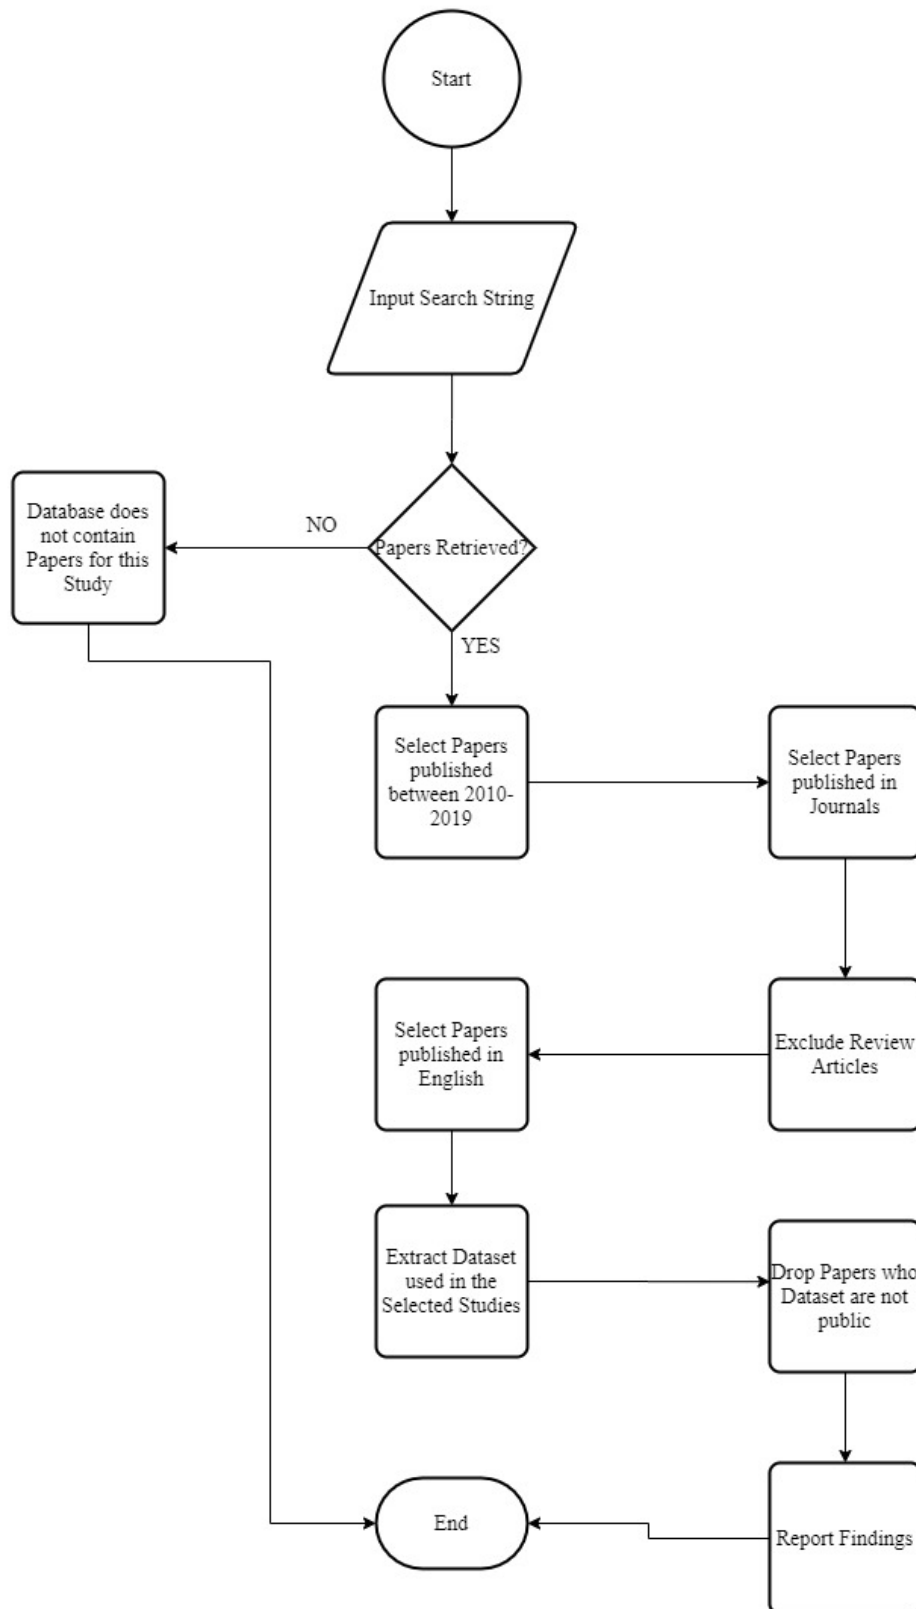 Start
Input Search String
Papers Retrieved?
NO
Database does
not contain
Papers for this
Study
YES
Select Papers
published
between 2010-
2019
Select Papers
published in
Journals
Exclude Review
Articles
Select Papers
published in
English
Extract Dataset
used in the
Selected Studies
Drop Papers who
Dataset are not
public
Report Findings
End